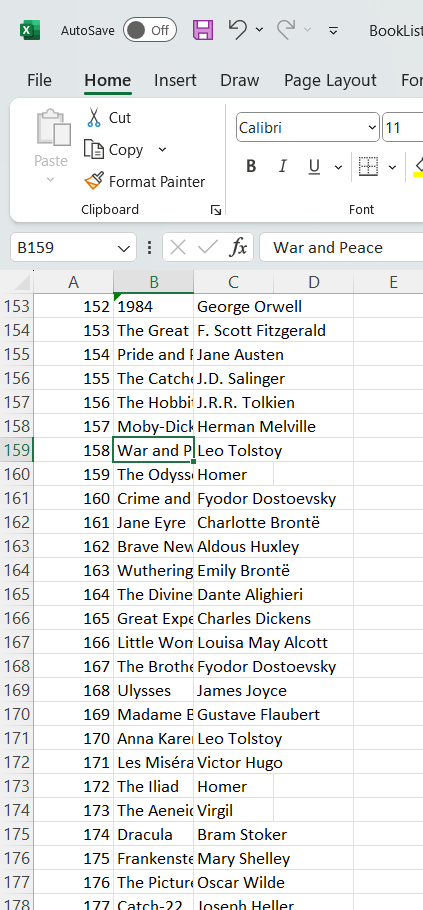 AutoSave Off BookList
File Home Insert Draw Page Layout For
Paste
Cut
Copy
Format Painter
Clipboard
Calibri 11
B I U
Font
B159 fx War and Peace
A B C D E
153 152 1984 George Orwell
154 153 The Great F. Scott Fitzgerald
155 154 Pride and P Jane Austen
156 155 The Catche J.D. Salinger
157 156 The Hobbit J.R.R. Tolkien
158 157 Moby-Dick Herman Melville
159 158 War and P Leo Tolstoy
160 159 The Odysse Homer
161 160 Crime and Fyodor Dostoevsky
162 161 Jane Eyre Charlotte Brontë
163 162 Brave New Aldous Huxley
164 163 Wuthering Emily Brontë
165 164 The Divine Dante Alighieri
166 165 Great Expe Charles Dickens
167 166 Little Wom Louisa May Alcott
168 167 The Brothe Fyodor Dostoevsky
169 168 Ulysses James Joyce
170 169 Madame B Gustave Flaubert
171 170 Anna Karen Leo Tolstoy
172 171 Les Miséra Victor Hugo
173 172 The Iliad Homer
174 173 The Aeneid Virgil
175 174 Dracula Bram Stoker
176 175 Frankenste Mary Shelley
177 176 The Picture Oscar Wilde
178 177 Catch-22 Joseph Heller